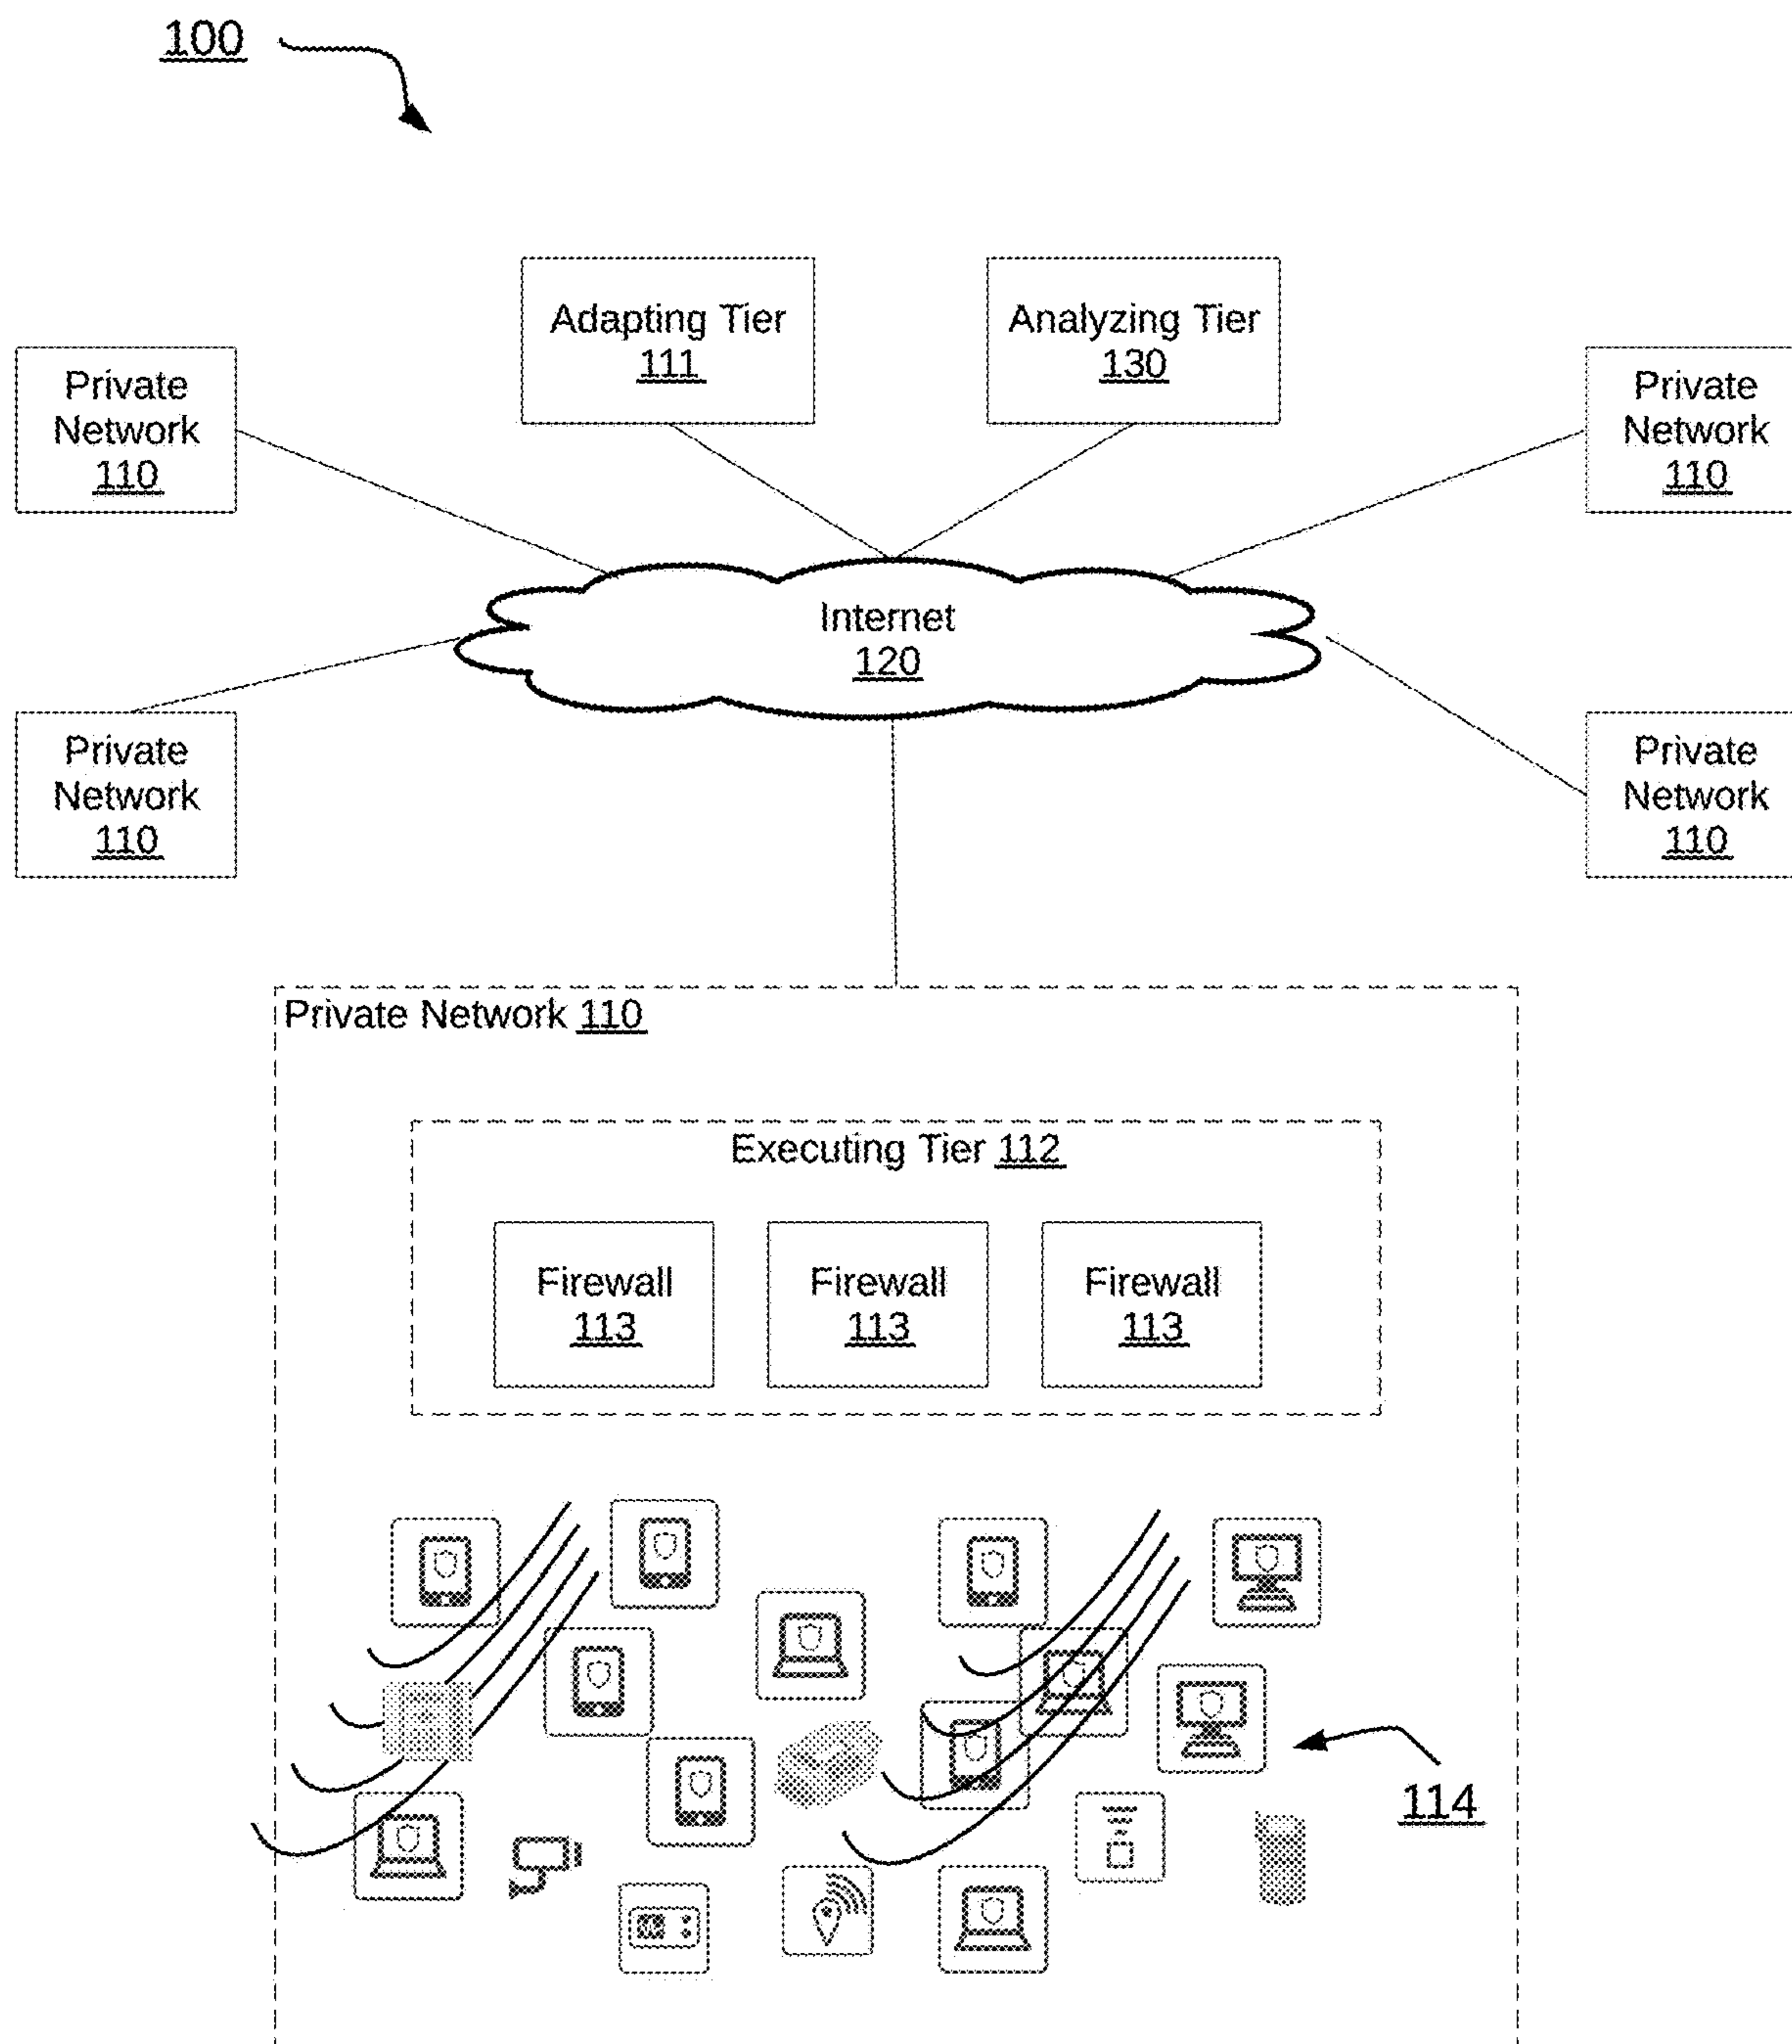 100
Adapting Tier
111
Analyzing Tier
130
Private
Network
110
Private
Network
110
Internet
120
Private
Network
110
Private
Network
110
Private Network 110
Executing Tier 112
Firewall
113
Firewall
113
Firewall
113
114